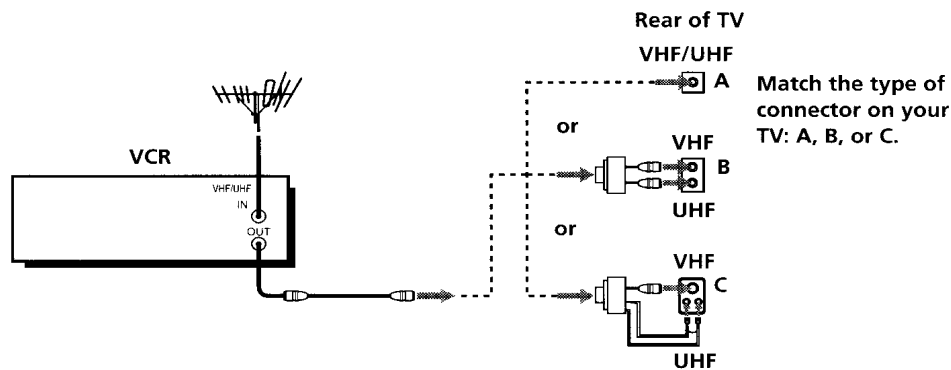 Rear of TV
VHF/UHF
A
Match the type of
connector on your
TV: A, B, or C.
or
VHF
B
UHF
VCR
VHF/UHF
IN
OUT
or
VHF
C
UHF